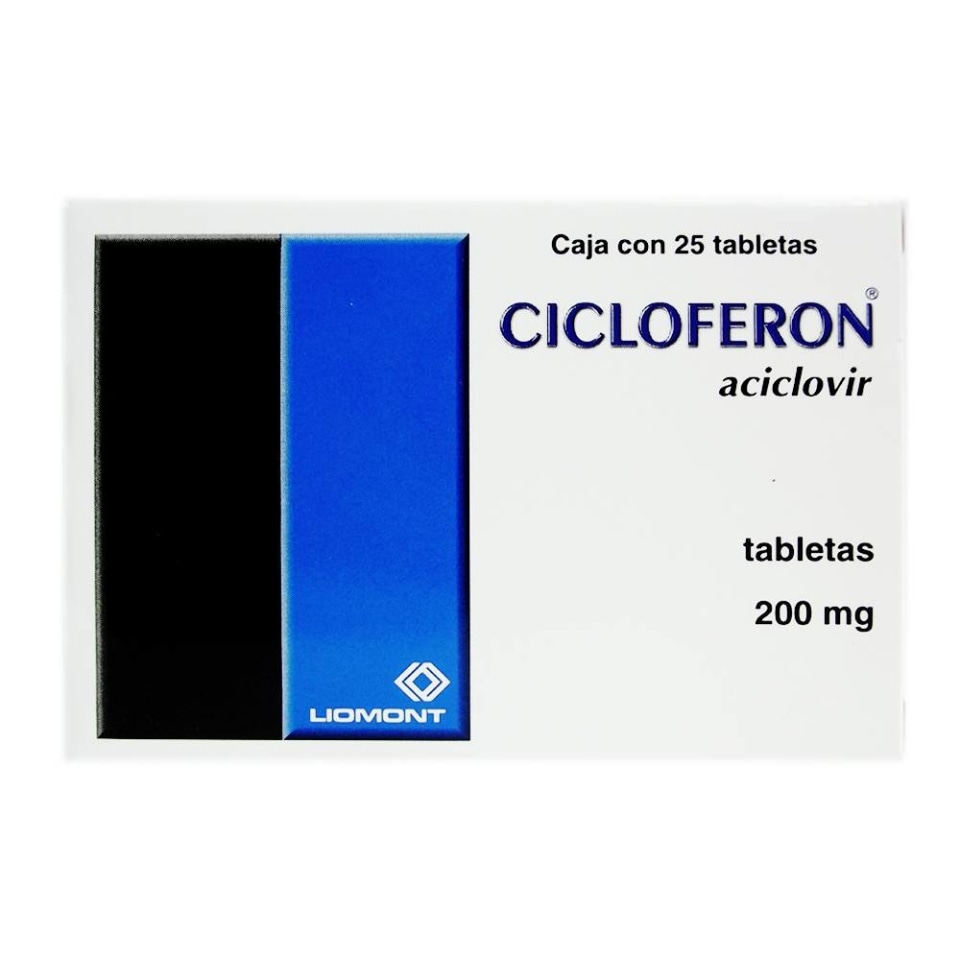 Caja con 25 tabletas
CICLOFERON®
aciclovir
tabletas
200 mg
LIOMONT